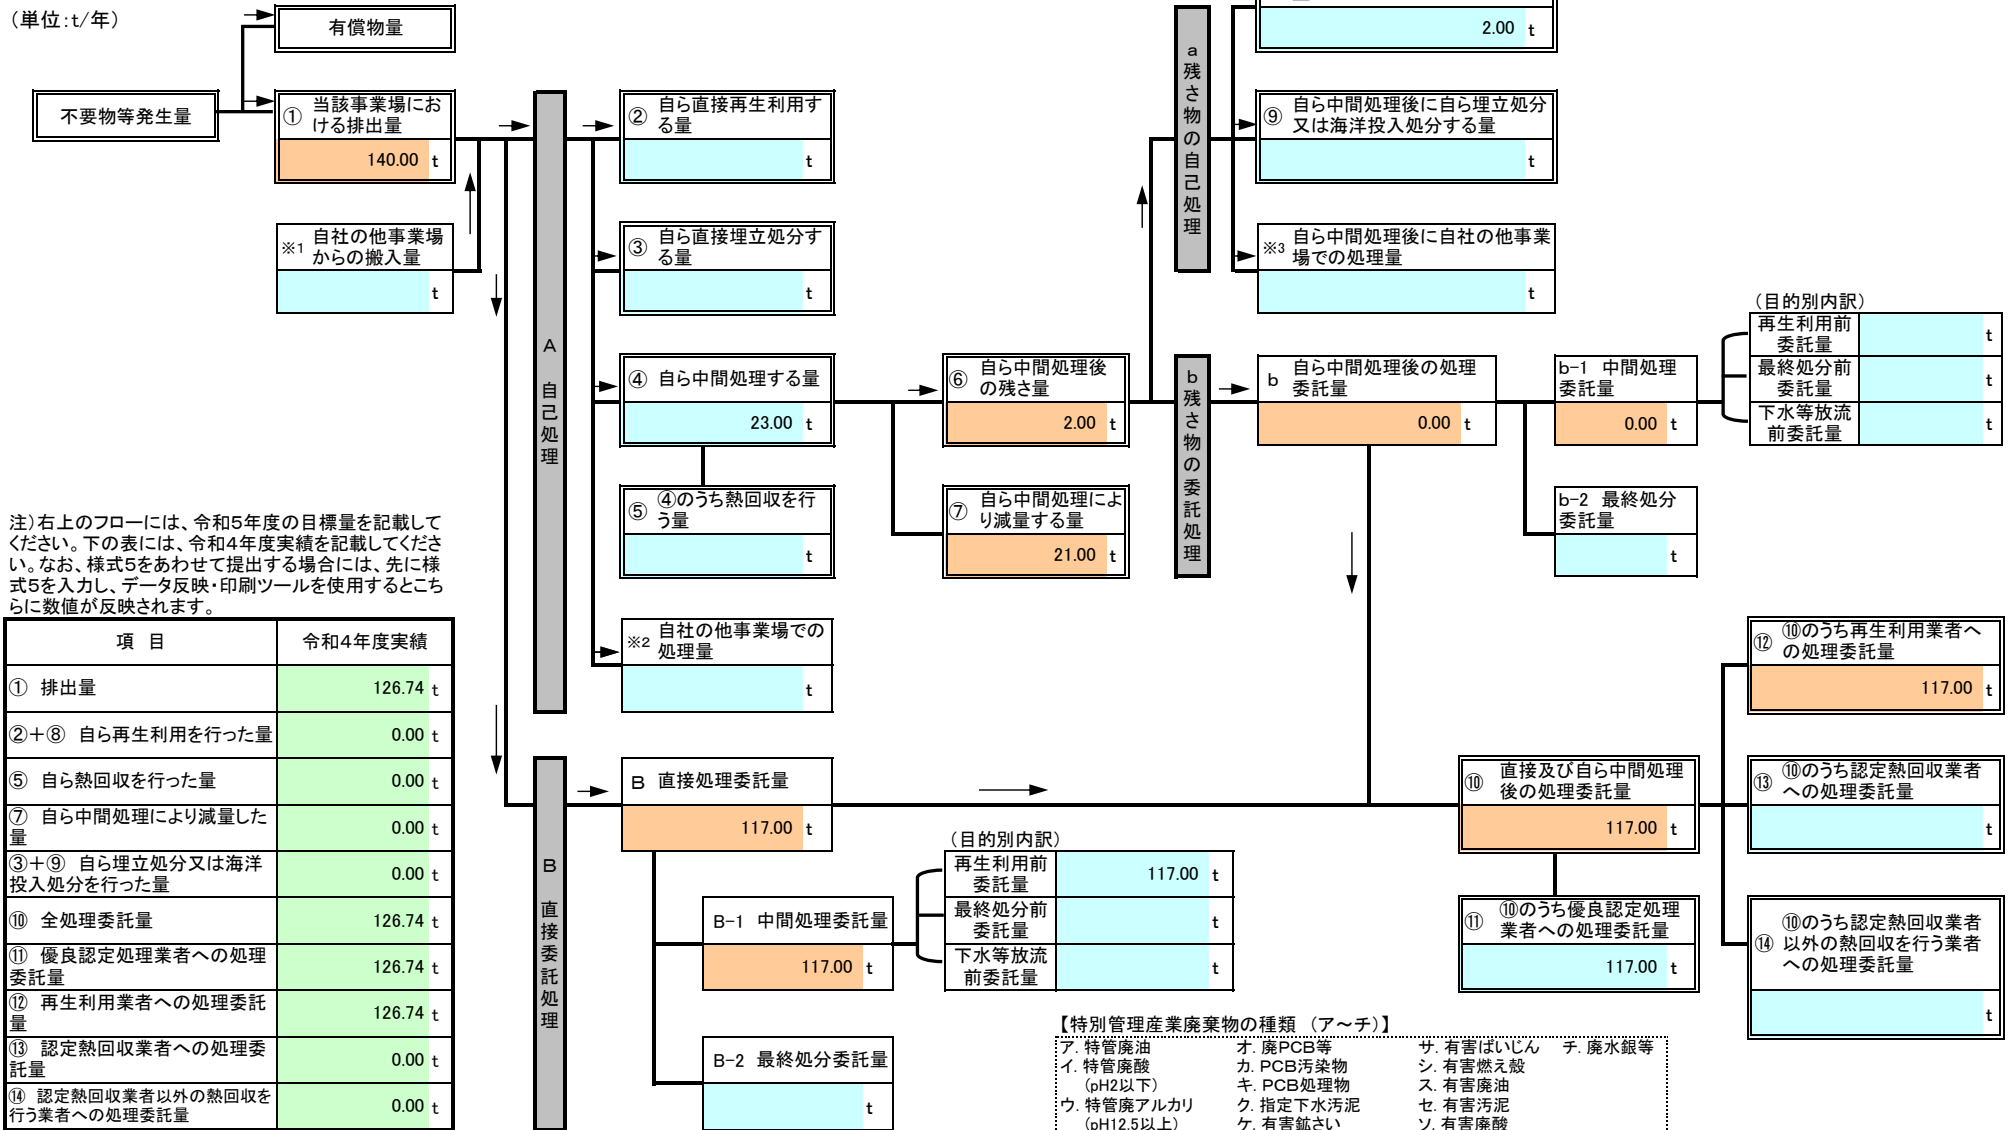 （単位：t/年）
有償物量
2.00 t
不要物等発生量
① 当該事業場にお
ける排出量
140.00 t
※1 自社の他事業場
からの搬入量
t
A 自己処理
② 自ら直接再生利用す
る量
t
③ 自ら直接埋立処分す
る量
t
④ 自ら中間処理する量
23.00 t
⑤ ④のうち熱回収を行
う量
t
※2 自社の他事業場での
処理量
t
⑥ 自ら中間処理後
の残さ量
2.00 t
⑦ 自ら中間処理によ
り減量する量
21.00 t
a 残さ物の自己処理
⑨ 自ら中間処理後に自ら埋立処分
又は海洋投入処分する量
t
※3 自ら中間処理後に自社の他事業
場での処理量
t
b 残さ物の委託処理
b 自ら中間処理後の処理
委託量
0.00 t
b-1 中間処理
委託量
0.00 t
b-2 最終処分
委託量
t
（目的別内訳）
再生利用前
委託量 t
最終処分前
委託量 t
下水等放流
前委託量 t
注）右上のフローには、令和5年度の目標量を記載して
ください。下の表には、令和4年度実績を記載してくださ
い。なお、様式5をあわせて提出する場合には、先に様
式5を入力し、データ反映・印刷ツールを使用するとこち
らに数値が反映されます。
項 目 令和4年度実績
① 排出量 126.74 t
②＋⑧ 自ら再生利用を行った量 0.00 t
⑤ 自ら熱回収を行った量 0.00 t
⑦ 自ら中間処理により減量した
量 0.00 t
③＋⑨ 自ら埋立処分又は海洋
投入処分を行った量 0.00 t
⑩ 全処理委託量 126.74 t
⑪ 優良認定処理業者への処理
委託量 126.74 t
⑫ 再生利用業者への処理委託
量 126.74 t
⑬ 認定熱回収業者への処理委
託量 0.00 t
⑭ 認定熱回収業者以外の熱回収を
行う業者への処理委託量 0.00 t
B 直接委託処理
B 直接処理委託量
117.00 t
B-1 中間処理委託量
117.00 t
B-2 最終処分委託量
t
（目的別内訳）
再生利用前
委託量 117.00 t
最終処分前
委託量 t
下水等放流
前委託量 t
⑩ 直接及び自ら中間処理
後の処理委託量
117.00 t
⑪ ⑩のうち優良認定処理
業者への処理委託量
117.00 t
⑫ ⑩のうち再生利用業者へ
の処理委託量
117.00 t
⑬ ⑩のうち認定熱回収業者
への処理委託量
t
⑭ ⑩のうち認定熱回収業者
以外の熱回収を行う業者
への処理委託量
t
【特別管理産業廃棄物の種類 （ア～チ）】
ア. 特管廃油 オ. 廃PCB等 サ. 有害ばいじん チ. 廃水銀等
イ. 特管廃酸 カ. PCB汚染物 シ. 有害燃え殻
（pH2以下） キ. PCB処理物 ス. 有害廃油
ウ. 特管廃アルカリ ク. 指定下水汚泥 セ. 有害汚泥
（pH12.5以上） ケ. 有害鉱さい ソ. 有害廃酸